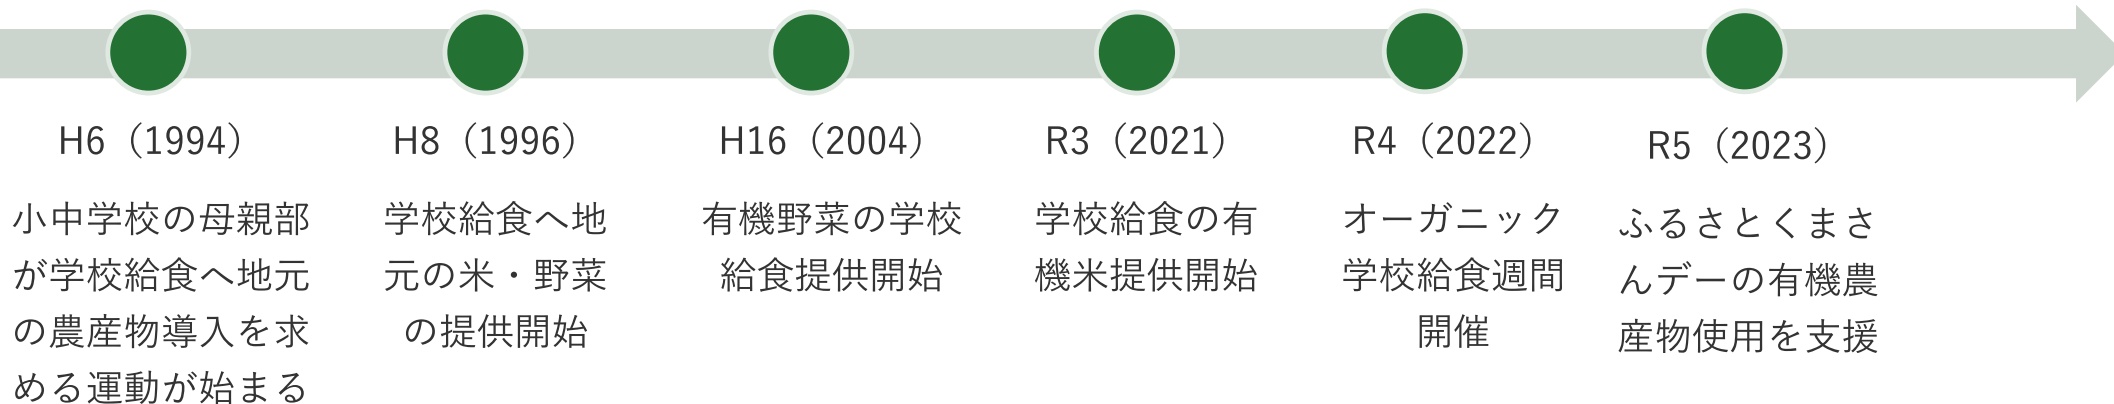 H6（1994）
小中学校の母親部
が学校給食へ地元
の農産物導入を求
める運動が始まる
H8（1996）
学校給食へ地
元の米・野菜
の提供開始
H16（2004）
有機野菜の学校
給食提供開始
R3（2021）
学校給食の有
機米提供開始
R4（2022）
オーガニック
学校給食週間
開催
R5（2023）
ふるさとくまさ
んデーの有機農
産物使用を支援